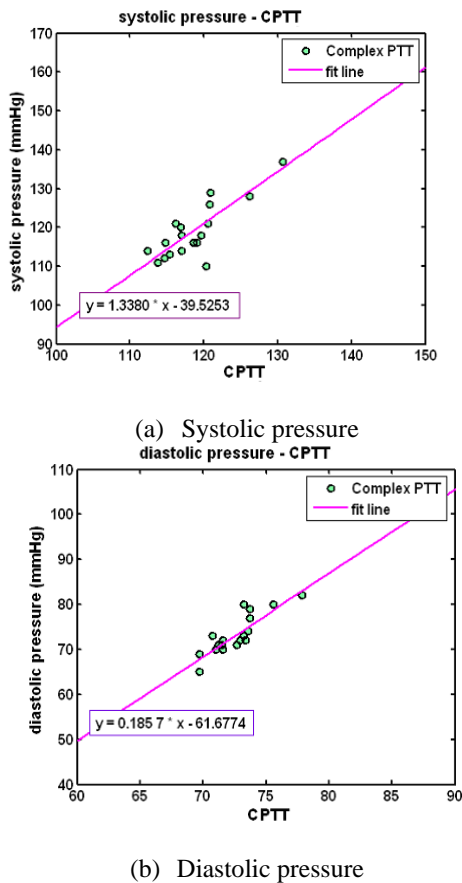 systolic pressure - CPTT
170
160
150
140
130
120
110
100
90
systolic pressure (mmHg)
Complex PTT
fit line
y = 1.3380 * x - 39.5253
100 110 120 130 140 150
CPTT
(a) Systolic pressure
diastolic pressure - CPTT
110
100
90
80
70
60
50
40
diastolic pressure (mmHg)
Complex PTT
fit line
y = 0.185 7 * x - 61.6774
60 65 70 75 80 85 90
CPTT
(b) Diastolic pressure